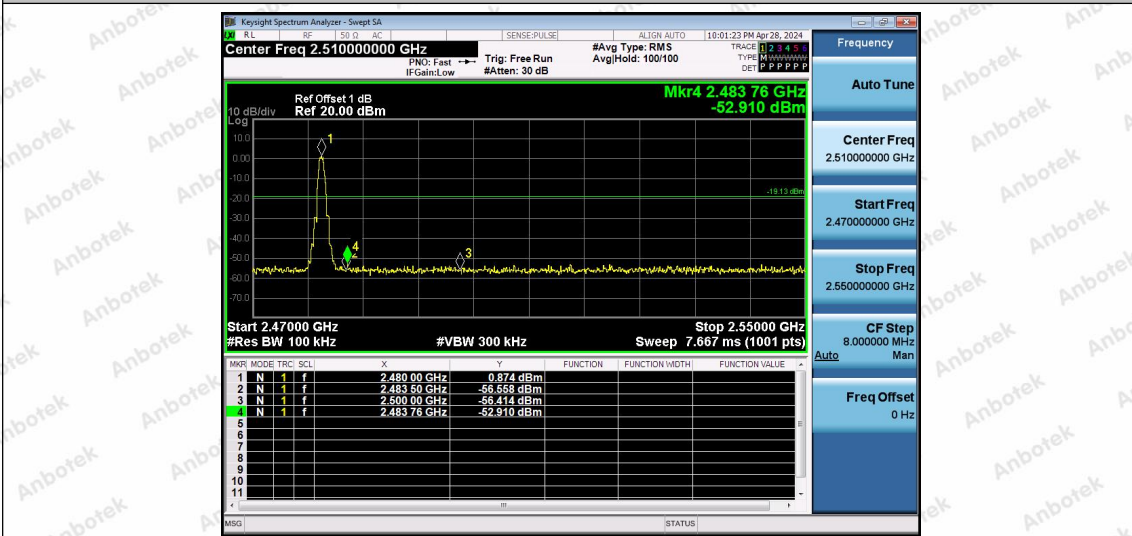 Keysight Spectrum Analyzer - Swept SA
RL RF 50 Ω AC SENSE:PULSE ALIGN AUTO 10:01:23 PM Apr 28, 2024
Center Freq 2.510000000 GHz
PNO: Fast
IFGain:Low
Trig: Free Run
#Atten: 30 dB
#Avg Type: RMS
Avg|Hold: 100/100
TRACE 1 2 3 4 5 6
TYPE M WWWWW
DET P P P P P P
Frequency
Auto Tune
Center Freq
2.510000000 GHz
Start Freq
2.470000000 GHz
Stop Freq
2.550000000 GHz
CF Step
8.000000 MHz
Auto Man
Freq Offset
0 Hz
Mkr4 2.483 76 GHz
-52.910 dBm
Ref Offset 1 dB
10 dB/div Ref 20.00 dBm
Log
10.0
0.00
-10.0
-20.0
-30.0
-40.0
-50.0
-60.0
-70.0
-19.13 dBm
1
4
2
3
Start 2.47000 GHz Stop 2.55000 GHz
#Res BW 100 kHz #VBW 300 kHz Sweep 7.667 ms (1001 pts)
MKR MODE TRC SCL X Y FUNCTION FUNCTION WIDTH FUNCTION VALUE
1 N 1 f 2.480 00 GHz 0.874 dBm
2 N 1 f 2.483 50 GHz -56.558 dBm
3 N 1 f 2.500 00 GHz -56.414 dBm
4 N 1 f 2.483 76 GHz -52.910 dBm
5
6
7
8
9
10
11
MSG STATUS
Anbotek